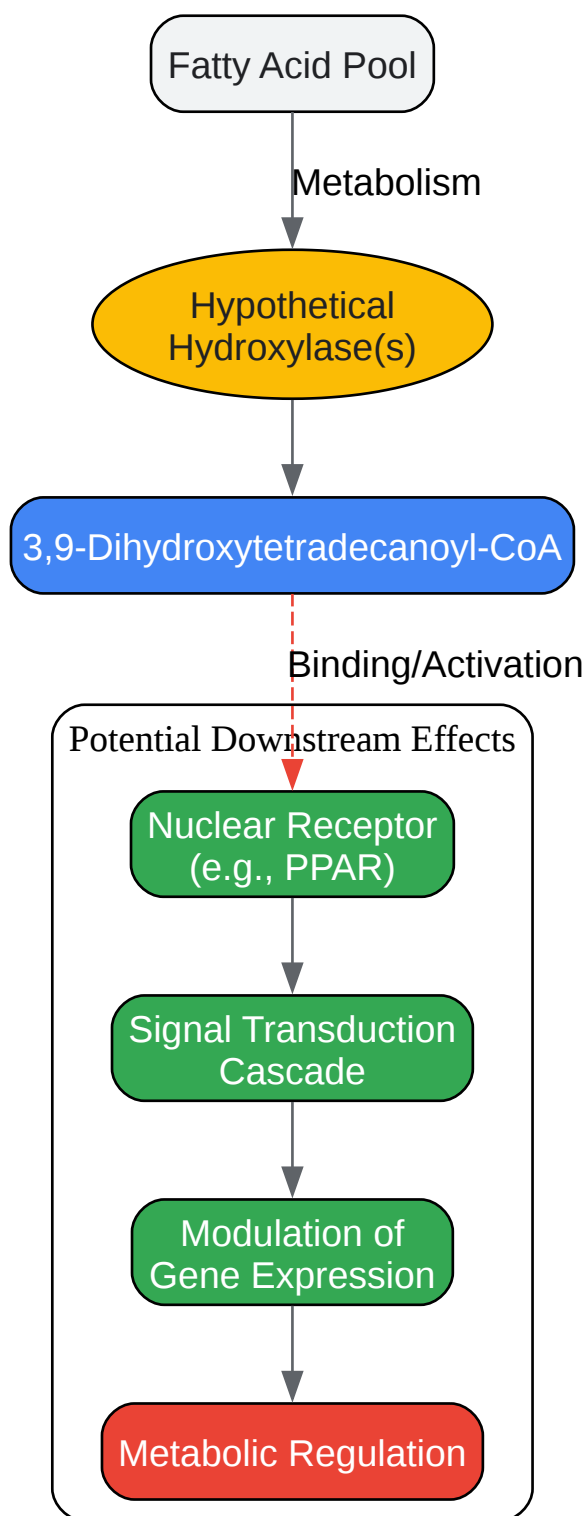 Fatty Acid Pool
Metabolism
Hypothetical
Hydroxylase(s)
3,9-Dihydroxytetradecanoyl-CoA
Binding/Activation
Potential Downstream Effects
Nuclear Receptor
(e.g., PPAR)
Signal Transduction
Cascade
Modulation of
Gene Expression
Metabolic Regulation